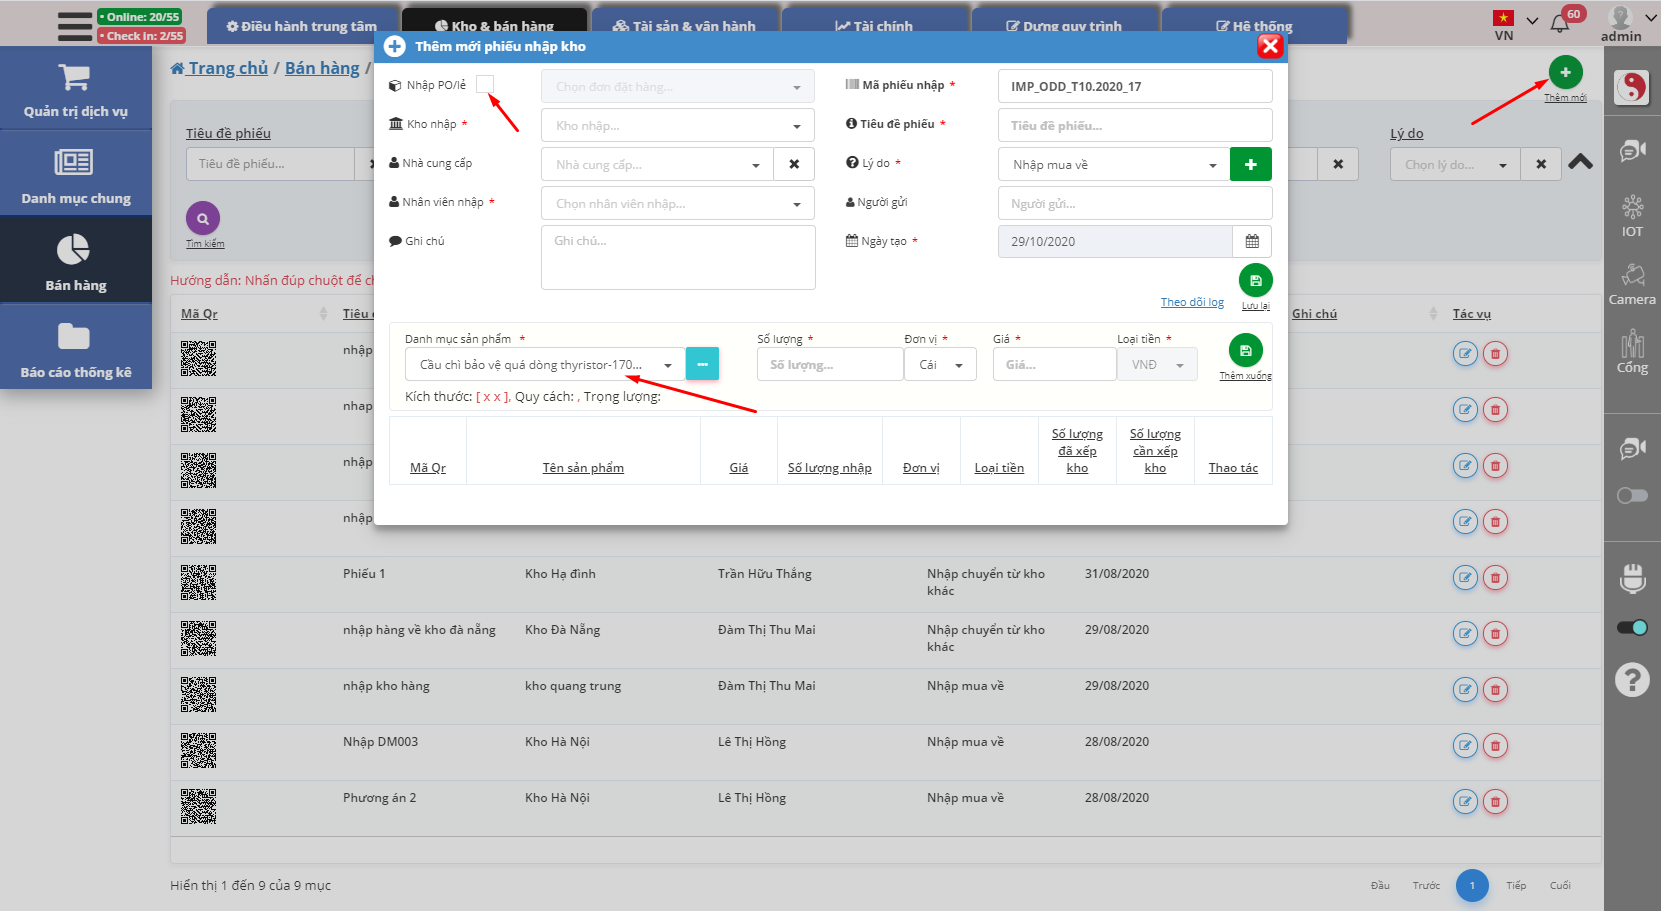 Online: 20/55
Check in: 2/55
Điều hành trung tâm
Kho & bán hàng
Tài sản & vận hành
Tài chính
Dựng quy trình
Hệ thống
VN
60
admin
Quản trị dịch vụ
Danh mục chung
Bán hàng
Báo cáo thống kê
Trang chủ / Bán hàng /
Thêm mới
Tiêu đề phiếu
Tiêu đề phiếu...
Tìm kiếm
Lý do
Chọn lý do...
Hướng dẫn: Nhấn đúp chuột để
Thêm mới phiếu nhập kho
Nhập PO/lẻ
Chọn đơn đặt hàng...
Mã phiếu nhập *
IMP_ODD_T10.2020_17
Kho nhập *
Kho nhập...
Tiêu đề phiếu *
Tiêu đề phiếu...
Nhà cung cấp
Nhà cung cấp...
Lý do *
Nhập mua về
Nhân viên nhập *
Chọn nhân viên nhập...
Người gửi
Người gửi...
Ghi chú
Ghi chú...
Ngày tạo *
29/10/2020
Theo dõi log
Lưu lại
Danh mục sản phẩm *
Số lượng *
Đơn vị *
Giá *
Loại tiền *
Cầu chì bảo vệ quá dòng thyristor-170...
Số lượng...
Cái
Giá...
VNĐ
Thêm xuống
Kích thước: [ x x ], Quy cách: , Trọng lượng:
Mã Qr
Tên sản phẩm
Giá
Số lượng nhập
Đơn vị
Loại tiền
Số lượng đã xếp kho
Số lượng cần xếp kho
Thao tác
Mã Qr
Tiêu
Ghi chú
Tác vụ
nhập
nhap
nhập
nhập
Phiếu 1
Kho Hạ đình
Trần Hữu Thắng
Nhập chuyển từ kho khác
31/08/2020
nhập hàng về kho đà nẵng
Kho Đà Nẵng
Đàm Thị Thu Mai
Nhập chuyển từ kho khác
29/08/2020
nhập kho hàng
kho quang trung
Đàm Thị Thu Mai
Nhập mua về
29/08/2020
Nhập DM003
Kho Hà Nội
Lê Thị Hồng
Nhập mua về
28/08/2020
Phương án 2
Kho Hà Nội
Lê Thị Hồng
Nhập mua về
28/08/2020
Hiển thị 1 đến 9 của 9 mục
Đầu
Trước
1
Tiếp
Cuối
IOT
Camera
Cổng